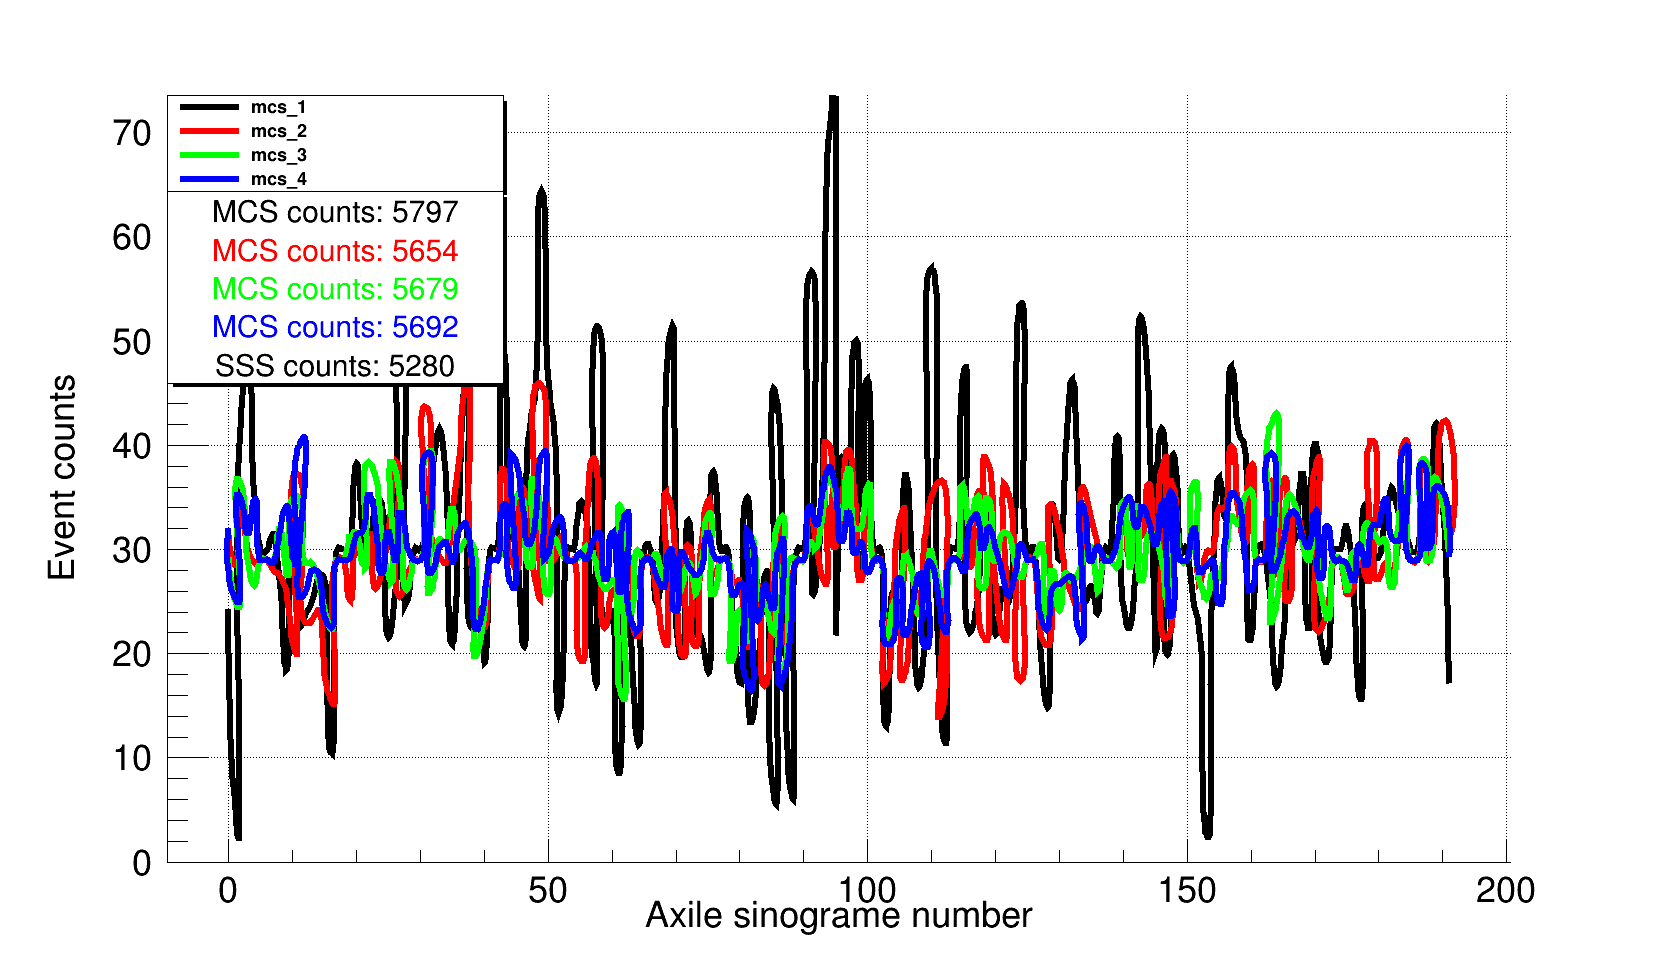 mcs_1
mcs_2
mcs_3
mcs_4
MCS counts: 5797
MCS counts: 5654
MCS counts: 5679
MCS counts: 5692
SSS counts: 5280
Event counts
70
60
50
40
30
20
10
0
0 50 100 150 200
Axile sinograme number